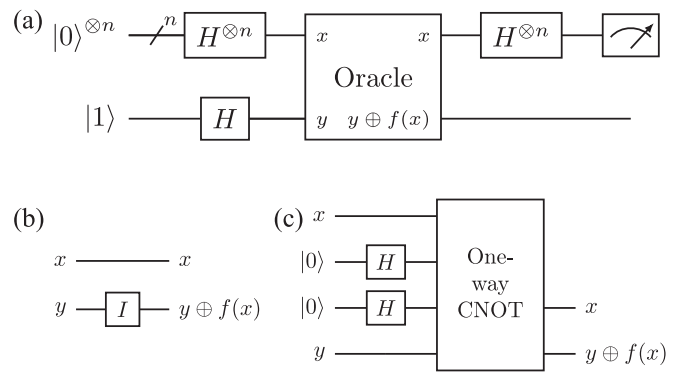 (a) |0⟩⊗n n H⊗n x x H⊗n
Oracle
|1⟩ H y y ⊕ f(x)
(b) (c)
x
x x
|0⟩ H One-
way
CNOT
y I y ⊕ f(x) |0⟩ H x
y y ⊕ f(x)